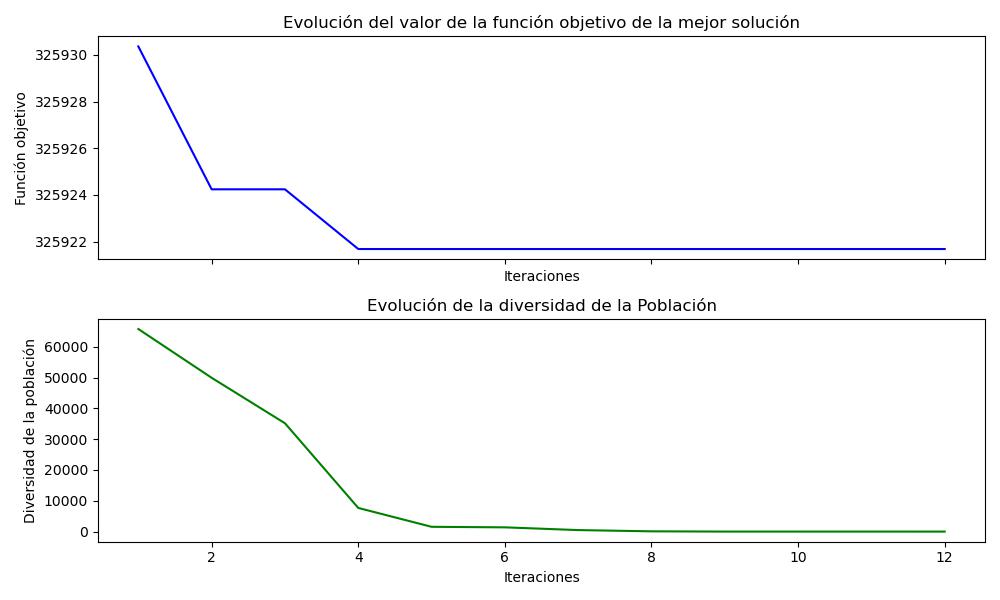 Evolución del valor de la función objetivo de la mejor solución
Función objetivo
325930
325928
325926
325924
325922
Iteraciones
Evolución de la diversidad de la Población
Diversidad de la población
60000
50000
40000
30000
20000
10000
0
2 4 6 8 10 12
Iteraciones